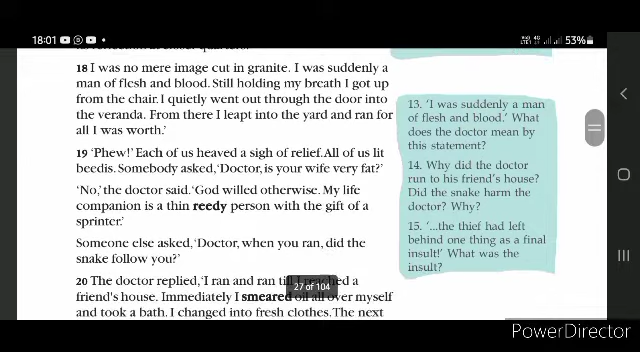 18:01
53%
18 I was no mere image cut in granite. I was suddenly a
man of flesh and blood. Still holding my breath I got up
from the chair. I quietly went out through the door into
the veranda. From there I leapt into the yard and ran for
all I was worth.'
19 'Phew!' Each of us heaved a sigh of relief. All of us lit
beedis. Somebody asked, 'Doctor, is your wife very fat?'
'No,' the doctor said. 'God willed otherwise. My life
companion is a thin reedy person with the gift of a
sprinter.'
Someone else asked, 'Doctor, when you ran, did the
snake follow you?'
20 The doctor replied, 'I ran and ran till I reached a
friend's house. Immediately I smeared oil all over myself
and took a bath. I changed into fresh clothes. The next
27 of 104
13. 'I was suddenly a man
of flesh and blood.' What
does the doctor mean by
this statement?
14. Why did the doctor
run to his friend's house?
Did the snake harm the
doctor? Why?
15. '...the thief had left
behind one thing as a final
insult!' What was the
insult?
PowerDirector